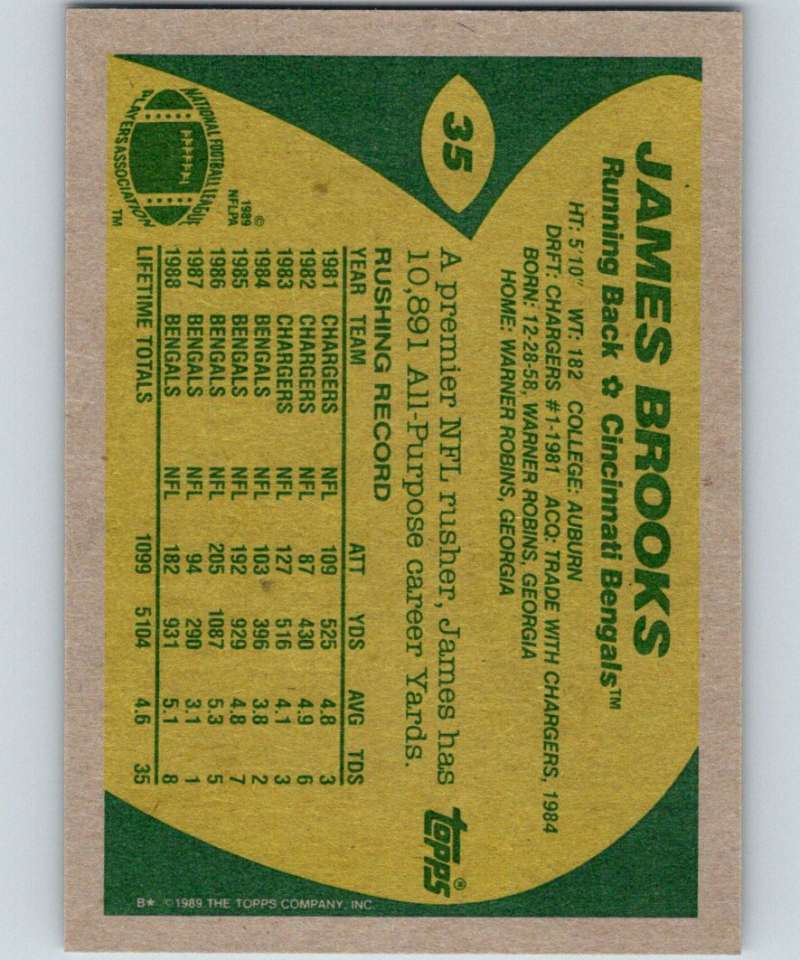 35
JAMES BROOKS
Running Back ✿ Cincinnati Bengals™
HT: 5'10" WT: 182 COLLEGE: AUBURN
DRFT: CHARGERS #1-1981 ACQ: TRADE WITH CHARGERS, 1984
BORN: 12-28-58, WARNER ROBINS, GEORGIA
HOME: WARNER ROBINS, GEORGIA
A premier NFL rusher, James has
10,891 All-Purpose career Yards.
topps®
RUSHING RECORD
YEAR TEAM ATT YDS AVG TDS
1981 CHARGERS NFL 109 525 4.8 3
1982 CHARGERS NFL 87 430 4.9 6
1983 CHARGERS NFL 127 516 4.1 3
1984 BENGALS NFL 103 396 3.8 2
1985 BENGALS NFL 192 929 4.8 7
1986 BENGALS NFL 205 1087 5.3 5
1987 BENGALS NFL 94 290 3.1 1
1988 BENGALS NFL 182 931 5.1 8
LIFETIME TOTALS 1099 5104 4.6 35
NATIONAL FOOTBALL LEAGUE
PLAYERS ASSOCIATION
™
©
1989
NFLPA
B★ ©1989 THE TOPPS COMPANY, INC.